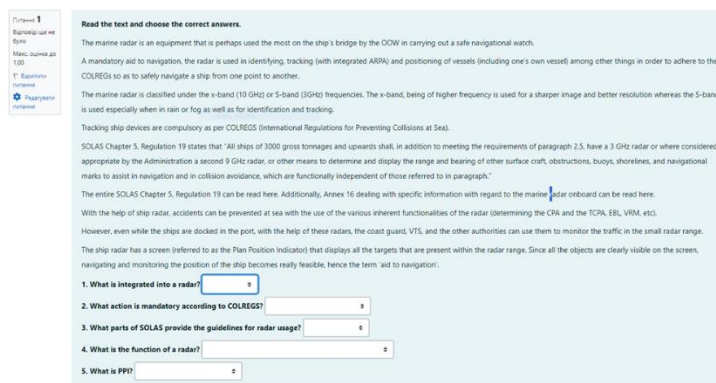 Питання 1
Відповіді ще не
було
Макс. оцінка до
1,00
Відмітити
питання
Редагувати
питання
Read the text and choose the correct answers.
The marine radar is an equipment that is perhaps used the most on the ship's bridge by the OOW in carrying out a safe navigational watch.
A mandatory aid to navigation, the radar is used in identifying, tracking (with integrated ARPA) and positioning of vessels (including one's own vessel) among other things in order to adhere to the
COLREGs so as to safely navigate a ship from one point to another.
The marine radar is classified under the x-band (10 GHz) or S-band (3GHz) frequencies. The x-band, being of higher frequency is used for a sharper image and better resolution whereas the S-band
is used especially when in rain or fog as well as for identification and tracking.
Tracking ship devices are compulsory as per COLREGS (International Regulations for Preventing Collisions at Sea).
SOLAS Chapter 5, Regulation 19 states that "All ships of 3000 gross tonnages and upwards shall, in addition to meeting the requirements of paragraph 2.5, have a 3 GHz radar or where considered
appropriate by the Administration a second 9 GHz radar, or other means to determine and display the range and bearing of other surface craft, obstructions, buoys, shorelines, and navigational
marks to assist in navigation and in collision avoidance, which are functionally independent of those referred to in paragraph."
The entire SOLAS Chapter 5, Regulation 19 can be read here. Additionally, Annex 16 dealing with specific information with regard to the marine radar onboard can be read here.
With the help of ship radar, accidents can be prevented at sea with the use of the various inherent functionalities of the radar (determining the CPA and the TCPA, EBL, VRM, etc).
However, even while the ships are docked in the port, with the help of these radars, the coast guard, VTS, and the other authorities can use them to monitor the traffic in the small radar range.
The ship radar has a screen (referred to as the Plan Position Indicator) that displays all the targets that are present within the radar range. Since all the objects are clearly visible on the screen,
navigating and monitoring the position of the ship becomes really feasible, hence the term 'aid to navigation'.
1. What is integrated into a radar?
2. What action is mandatory according to COLREGS?
3. What parts of SOLAS provide the guidelines for radar usage?
4. What is the function of a radar?
5. What is PPI?